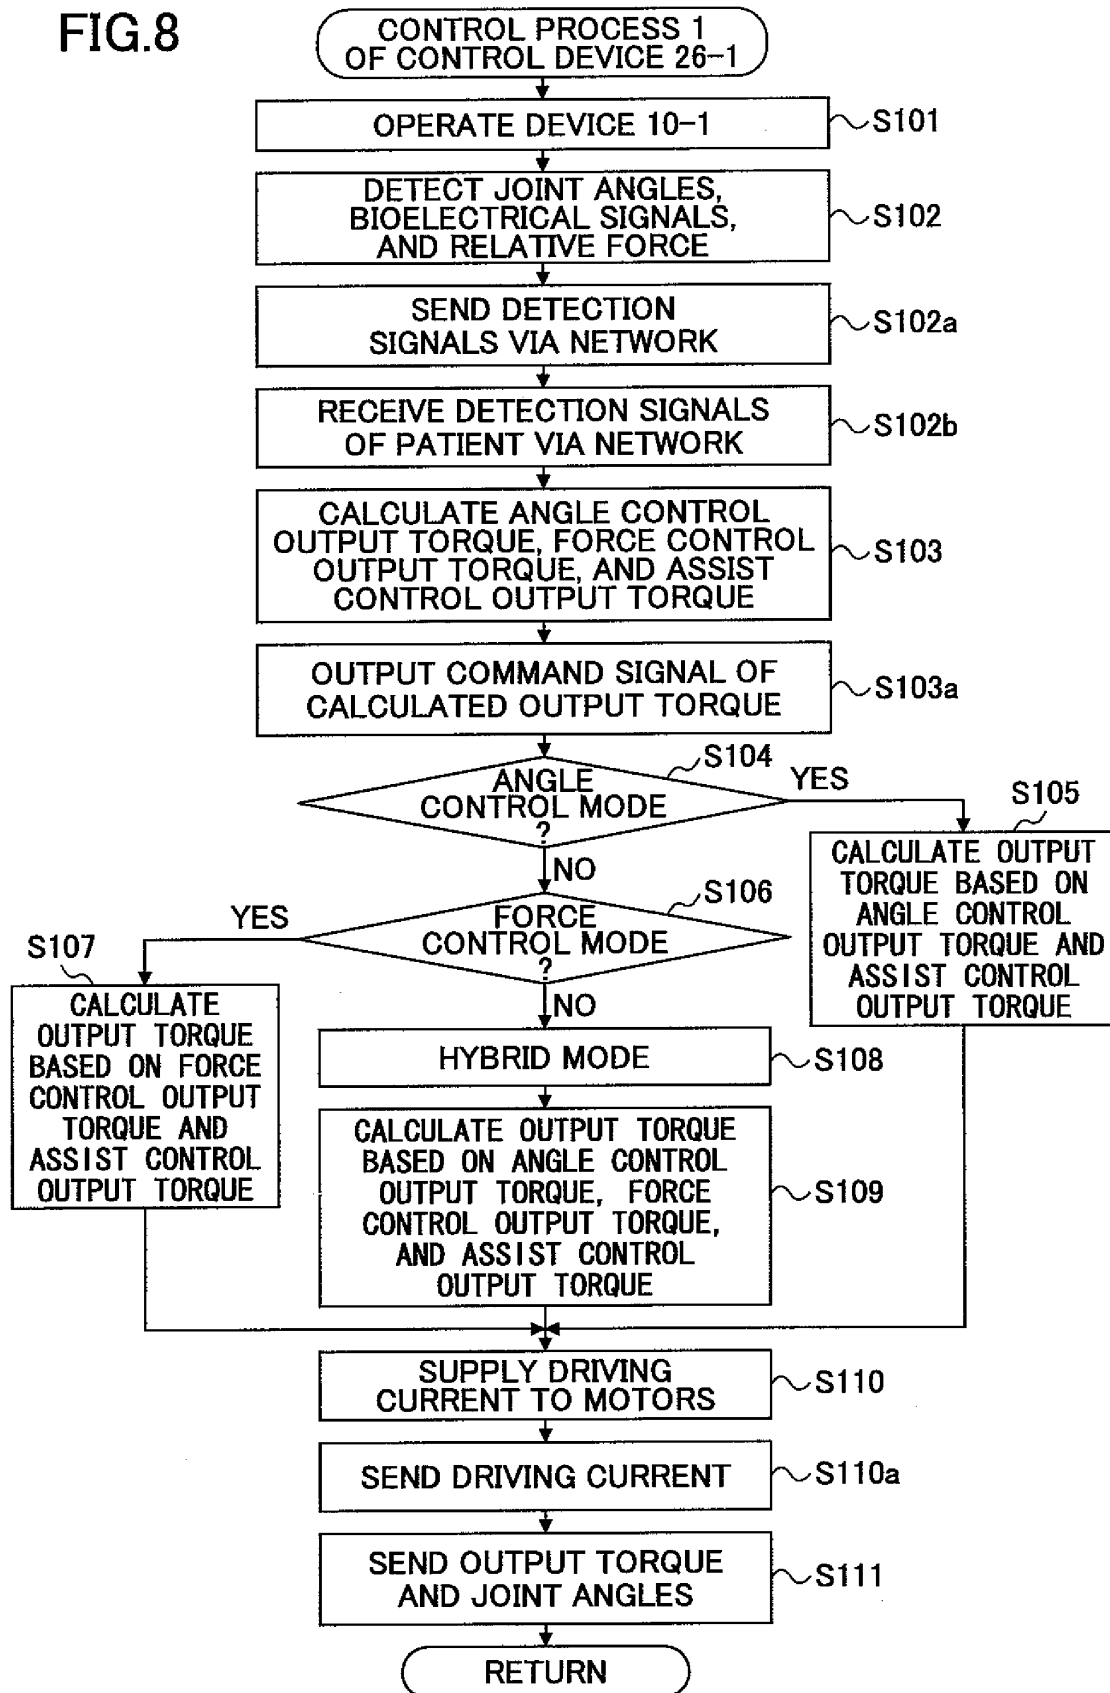 FIG.8
CONTROL PROCESS 1
OF CONTROL DEVICE 26-1
OPERATE DEVICE 10-1
S101
DETECT JOINT ANGLES,
BIOELECTRICAL SIGNALS,
AND RELATIVE FORCE
S102
SEND DETECTION
SIGNALS VIA NETWORK
S102a
RECEIVE DETECTION SIGNALS
OF PATIENT VIA NETWORK
S102b
CALCULATE ANGLE CONTROL
OUTPUT TORQUE, FORCE CONTROL
OUTPUT TORQUE, AND ASSIST
CONTROL OUTPUT TORQUE
S103
OUTPUT COMMAND SIGNAL OF
CALCULATED OUTPUT TORQUE
S103a
S104
ANGLE
CONTROL MODE
?
YES
NO
S105
CALCULATE OUTPUT
TORQUE BASED ON
ANGLE CONTROL
OUTPUT TORQUE AND
ASSIST CONTROL
OUTPUT TORQUE
S106
FORCE
CONTROL MODE
?
YES
NO
S107
CALCULATE
OUTPUT TORQUE
BASED ON FORCE
CONTROL OUTPUT
TORQUE AND
ASSIST CONTROL
OUTPUT TORQUE
HYBRID MODE
S108
CALCULATE OUTPUT TORQUE
BASED ON ANGLE CONTROL
OUTPUT TORQUE, FORCE
CONTROL OUTPUT TORQUE,
AND ASSIST CONTROL
OUTPUT TORQUE
S109
SUPPLY DRIVING
CURRENT TO MOTORS
S110
SEND DRIVING CURRENT
S110a
SEND OUTPUT TORQUE
AND JOINT ANGLES
S111
RETURN